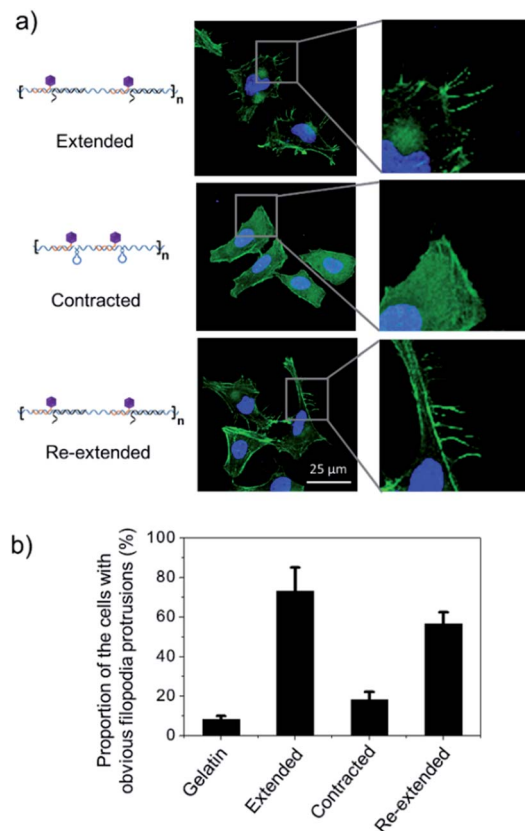 a)
[ ]n
Extended
[ ]n
Contracted
[ ]n
Re-extended
25 μm
b)
Proportion of the cells with
obvious filopodia protrusions (%)
100
80
60
40
20
0
Gelatin
Extended
Contracted
Re-extended